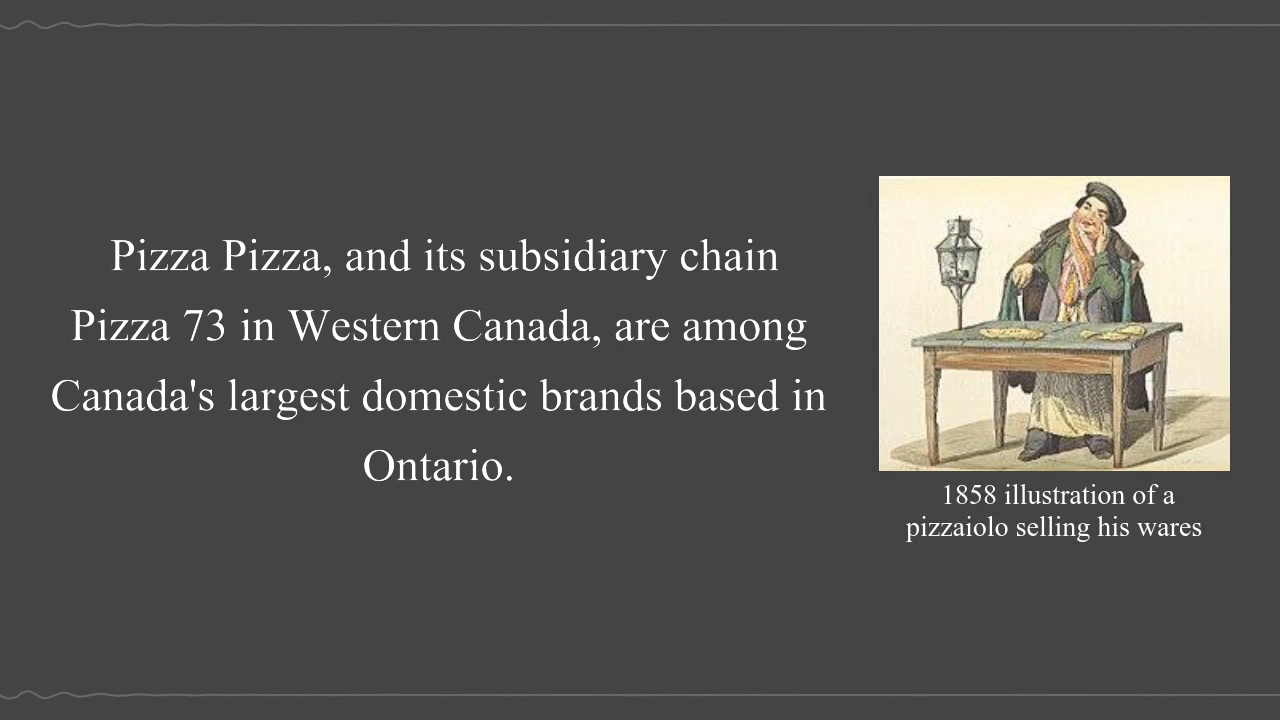 Pizza Pizza, and its subsidiary chain
Pizza 73 in Western Canada, are among
Canada's largest domestic brands based in
Ontario.
1858 illustration of a
pizzaiolo selling his wares